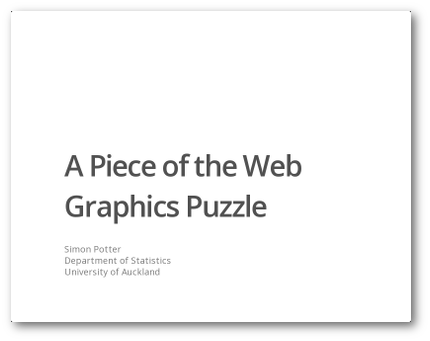 A Piece of the Web
Graphics Puzzle
Simon Potter
Department of Statistics
University of Auckland